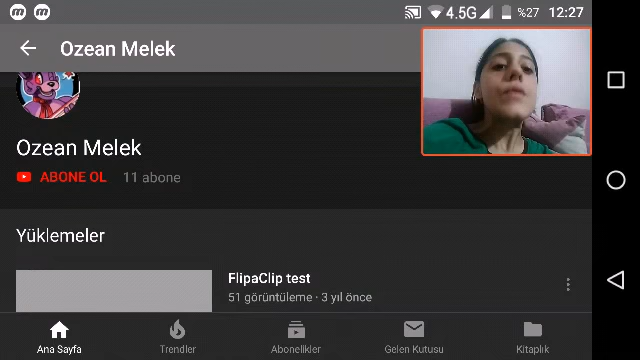 4.5G %27 12:27
Ozean Melek
Ozean Melek
ABONE OL 11 abone
Yüklemeler
FlipaClip test
51 görüntüleme · 3 yıl önce
Ana Sayfa Trendler Abonelikler Gelen Kutusu Kitaplık